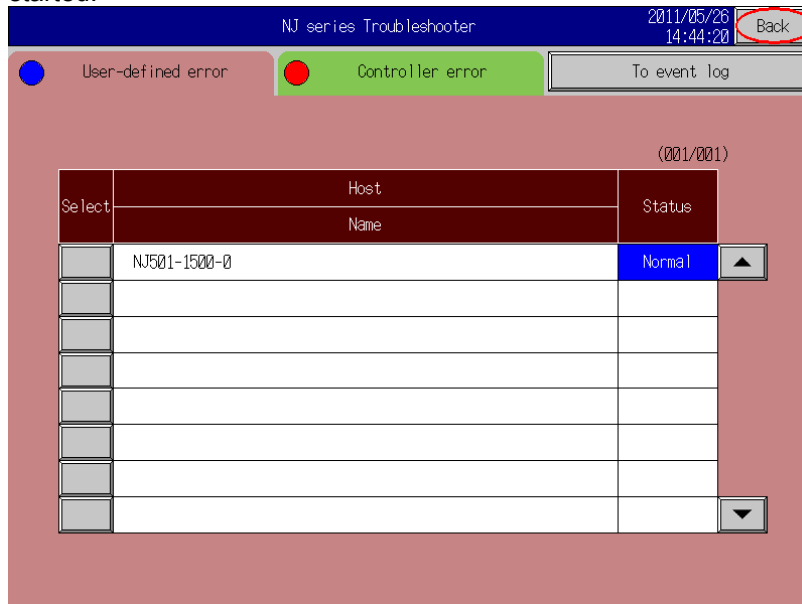 started.
NJ series Troubleshooter
2011/05/26
14:44:20
Back
User-defined error
Controller error
To event log
(001/001)
Select
Host
Name
Status
NJ501-1500-0
Normal